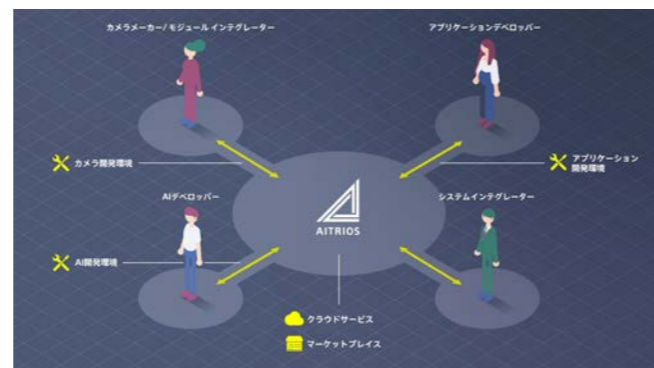 カメラメーカー/モジュールインテグレーター
アプリケーションデベロッパー
カメラ開発環境
アプリケーション
開発環境
AIデベロッパー
システムインテグレーター
AITRIOS
AI開発環境
クラウドサービス
マーケットプレイス